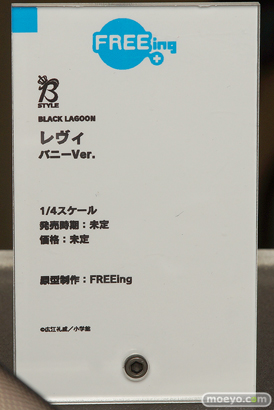 FREEing
B
STYLE
BLACK LAGOON
レヴィ
バニーVer.
1/4スケール
発売時期：未定
価格：未定
原型制作：FREEing
©広江礼威／小学館
moeyo.com